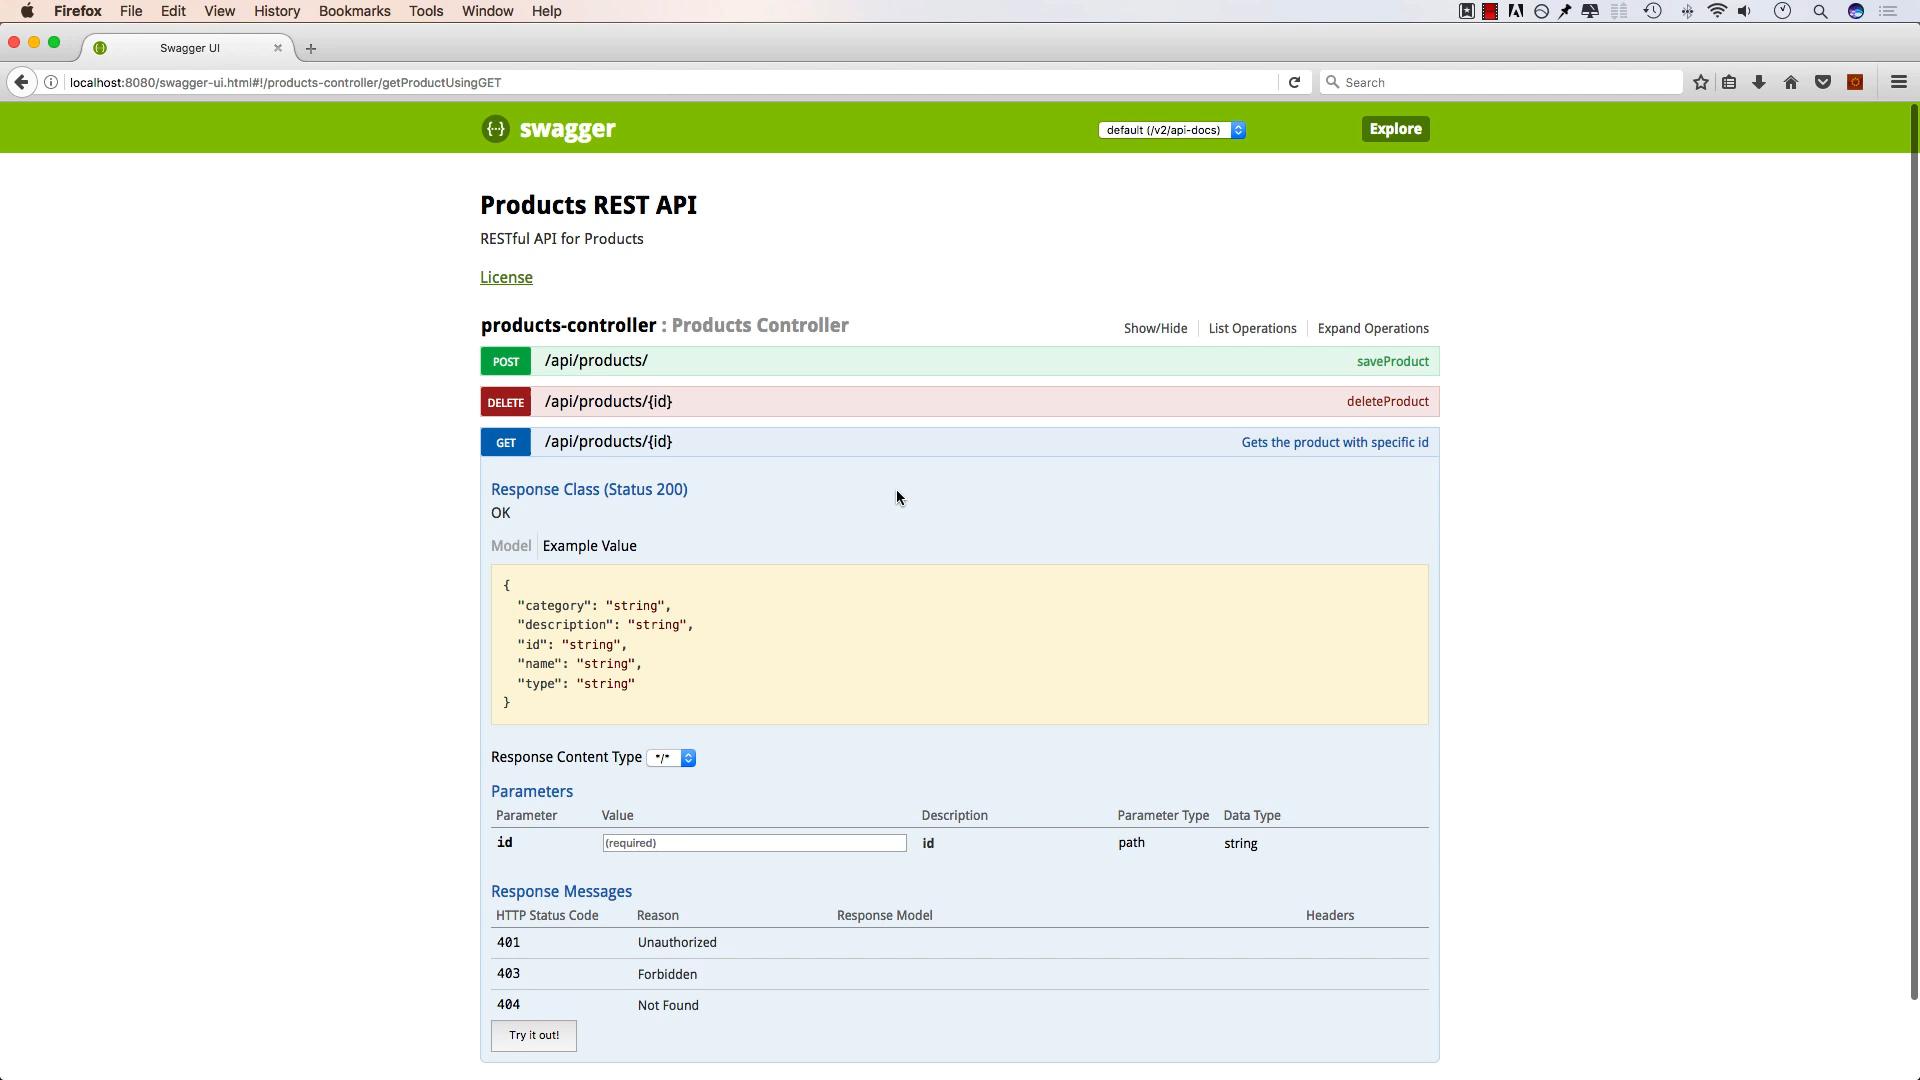 Firefox File Edit View History Bookmarks Tools Window Help
Swagger UI
localhost:8080/swagger-ui.html#!/products-controller/getProductUsingGET
Search
{··} swagger
default (/v2/api-docs)
Explore
Products REST API
RESTful API for Products
License
products-controller : Products Controller
Show/Hide List Operations Expand Operations
POST /api/products/ saveProduct
DELETE /api/products/{id} deleteProduct
GET /api/products/{id} Gets the product with specific id
Response Class (Status 200)
OK
Model Example Value
{
"category": "string",
"description": "string",
"id": "string",
"name": "string",
"type": "string"
}
Response Content Type */*
Parameters
Parameter Value Description Parameter Type Data Type
id (required) id path string
Response Messages
HTTP Status Code Reason Response Model Headers
401 Unauthorized
403 Forbidden
404 Not Found
Try it out!